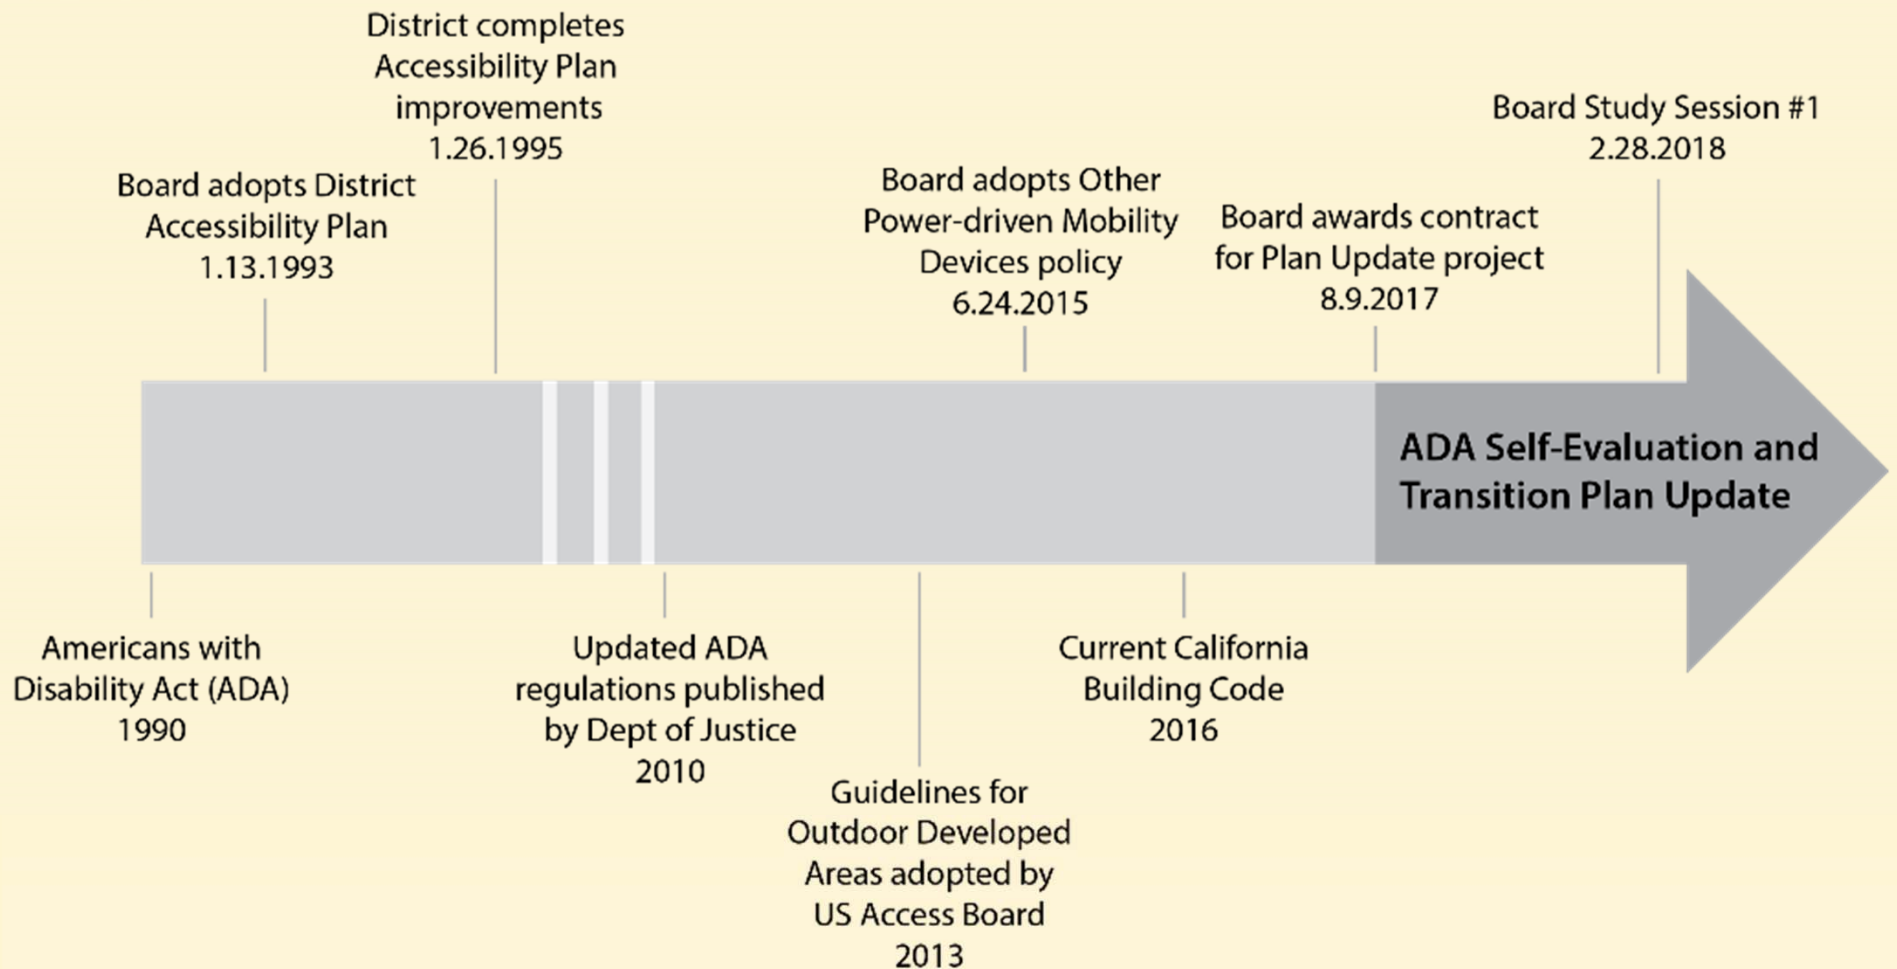 District completes
Accessibility Plan
improvements
1.26.1995
Board Study Session #1
2.28.2018
Board adopts District
Accessibility Plan
1.13.1993
Board adopts Other
Power-driven Mobility
Devices policy
6.24.2015
Board awards contract
for Plan Update project
8.9.2017
ADA Self-Evaluation and
Transition Plan Update
Americans with
Disability Act (ADA)
1990
Updated ADA
regulations published
by Dept of Justice
2010
Guidelines for
Outdoor Developed
Areas adopted by
US Access Board
2013
Current California
Building Code
2016